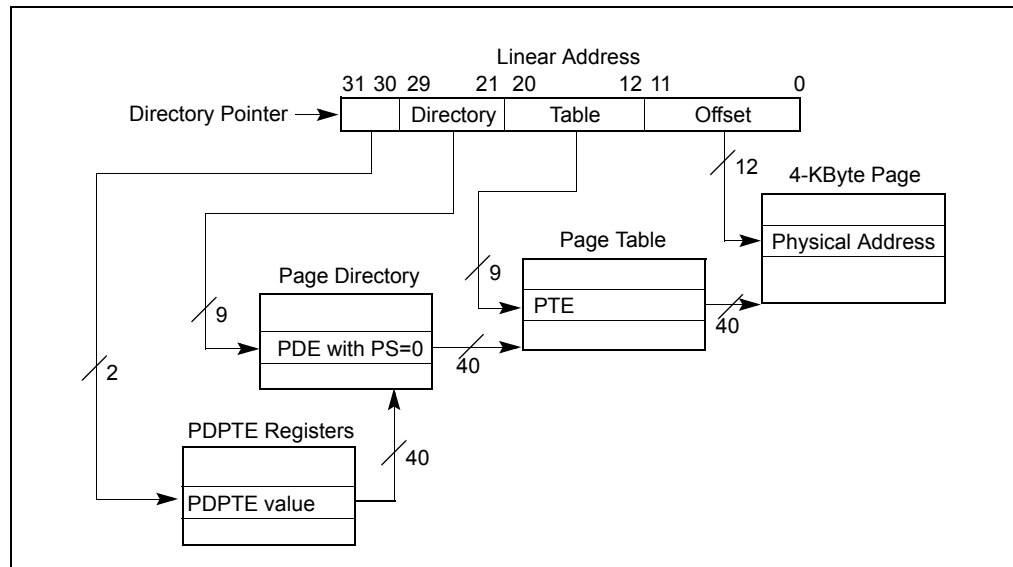 Linear Address
31 30 29 21 20 12 11 0
Directory Pointer Directory Table Offset
12
4-KByte Page
Physical Address
Page Table
9
PTE
40
Page Directory
9
PDE with PS=0
40
2
PDPTE Registers
40
PDPTE value